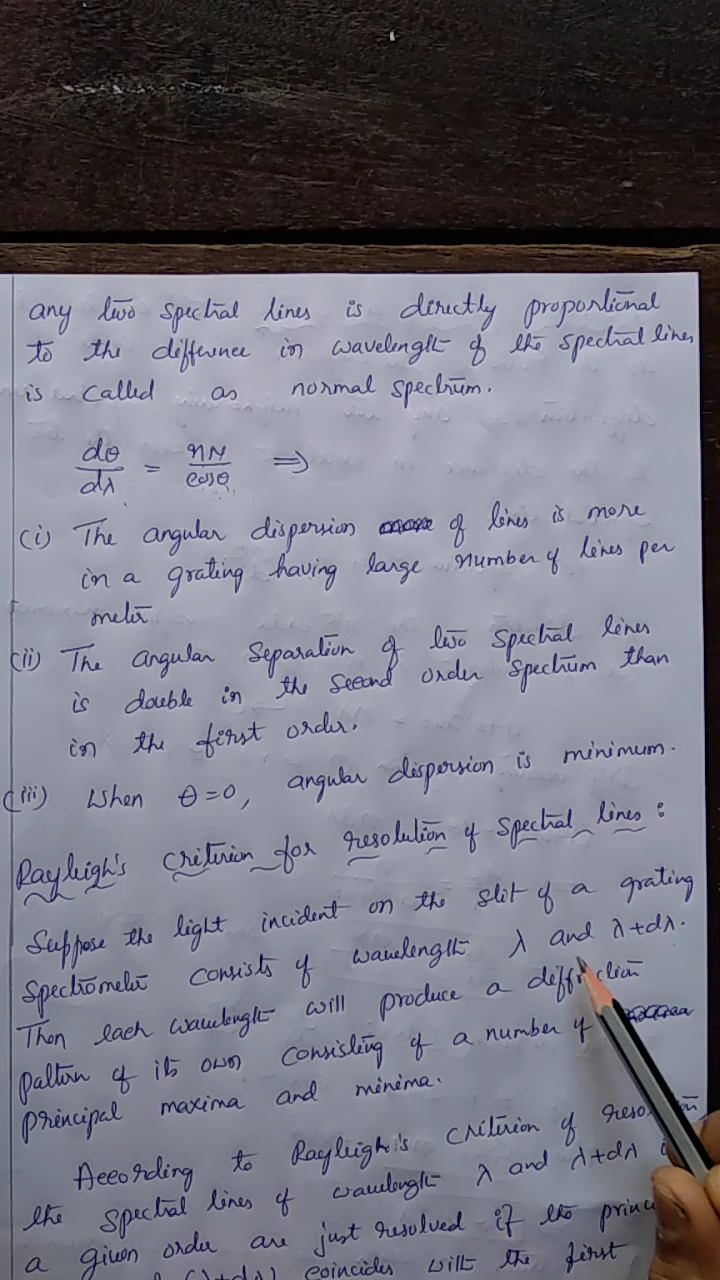 any two spectral lines is directly proportional
to the difference in wavelength of the spectral lines
is called as normal spectrum.
dθ/dλ = nN/cosθ ⇒
(i) The angular dispersion of lines is more
in a grating having large number of lines per
meter
(ii) The angular separation of two spectral lines
is double in the second order spectrum than
in the first order.
(iii) When θ=0, angular dispersion is minimum.
Rayleigh's criterion for resolution of spectral lines :
Suppose the light incident on the slit of a grating
spectrometer consists of wavelength λ and λ+dλ.
Then each wavelength will produce a diffraction
pattern of its own consisting of a number of
principal maxima and minima.
According to Rayleigh's criterion of
the spectral lines of wavelength λ and λ+dλ
a given order are just resolved if the
coincides with the first